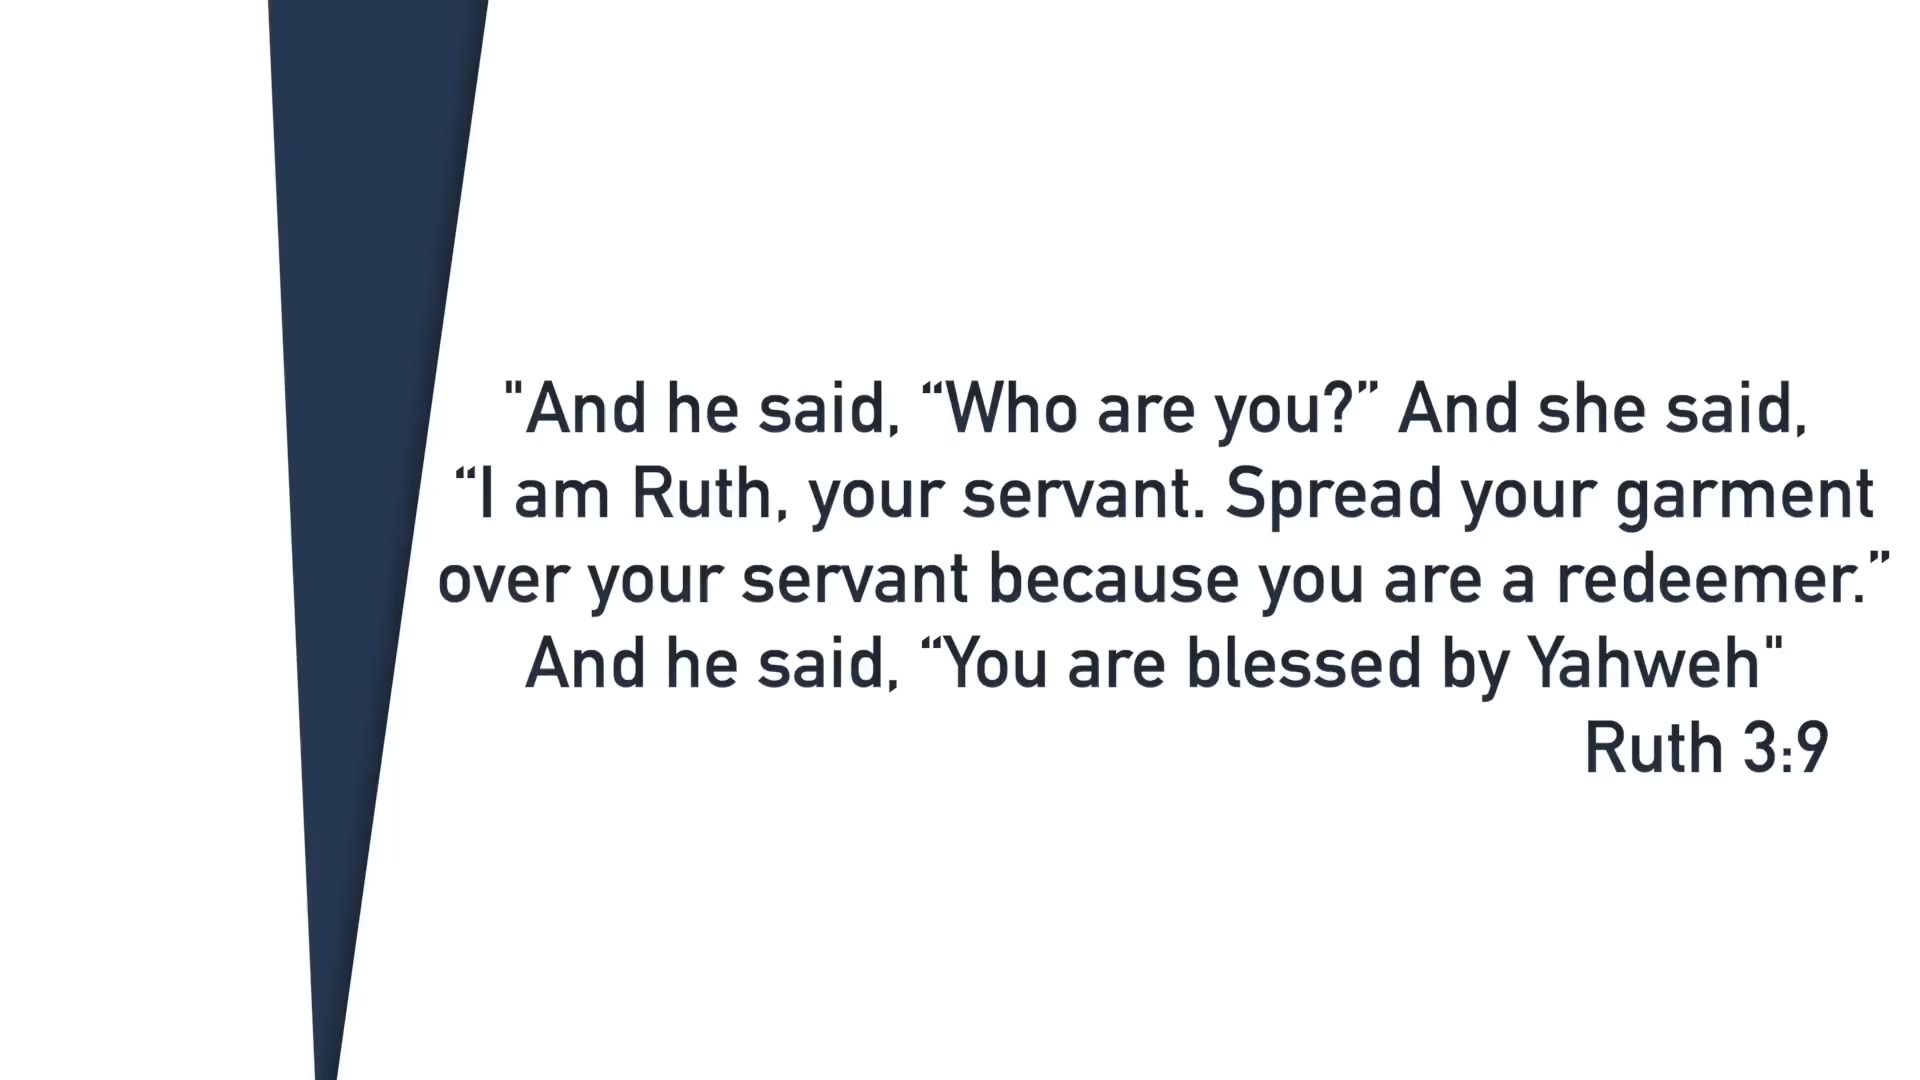 "And he said, “Who are you?” And she said,
“I am Ruth, your servant. Spread your garment
over your servant because you are a redeemer.”
And he said, “You are blessed by Yahweh"
Ruth 3:9